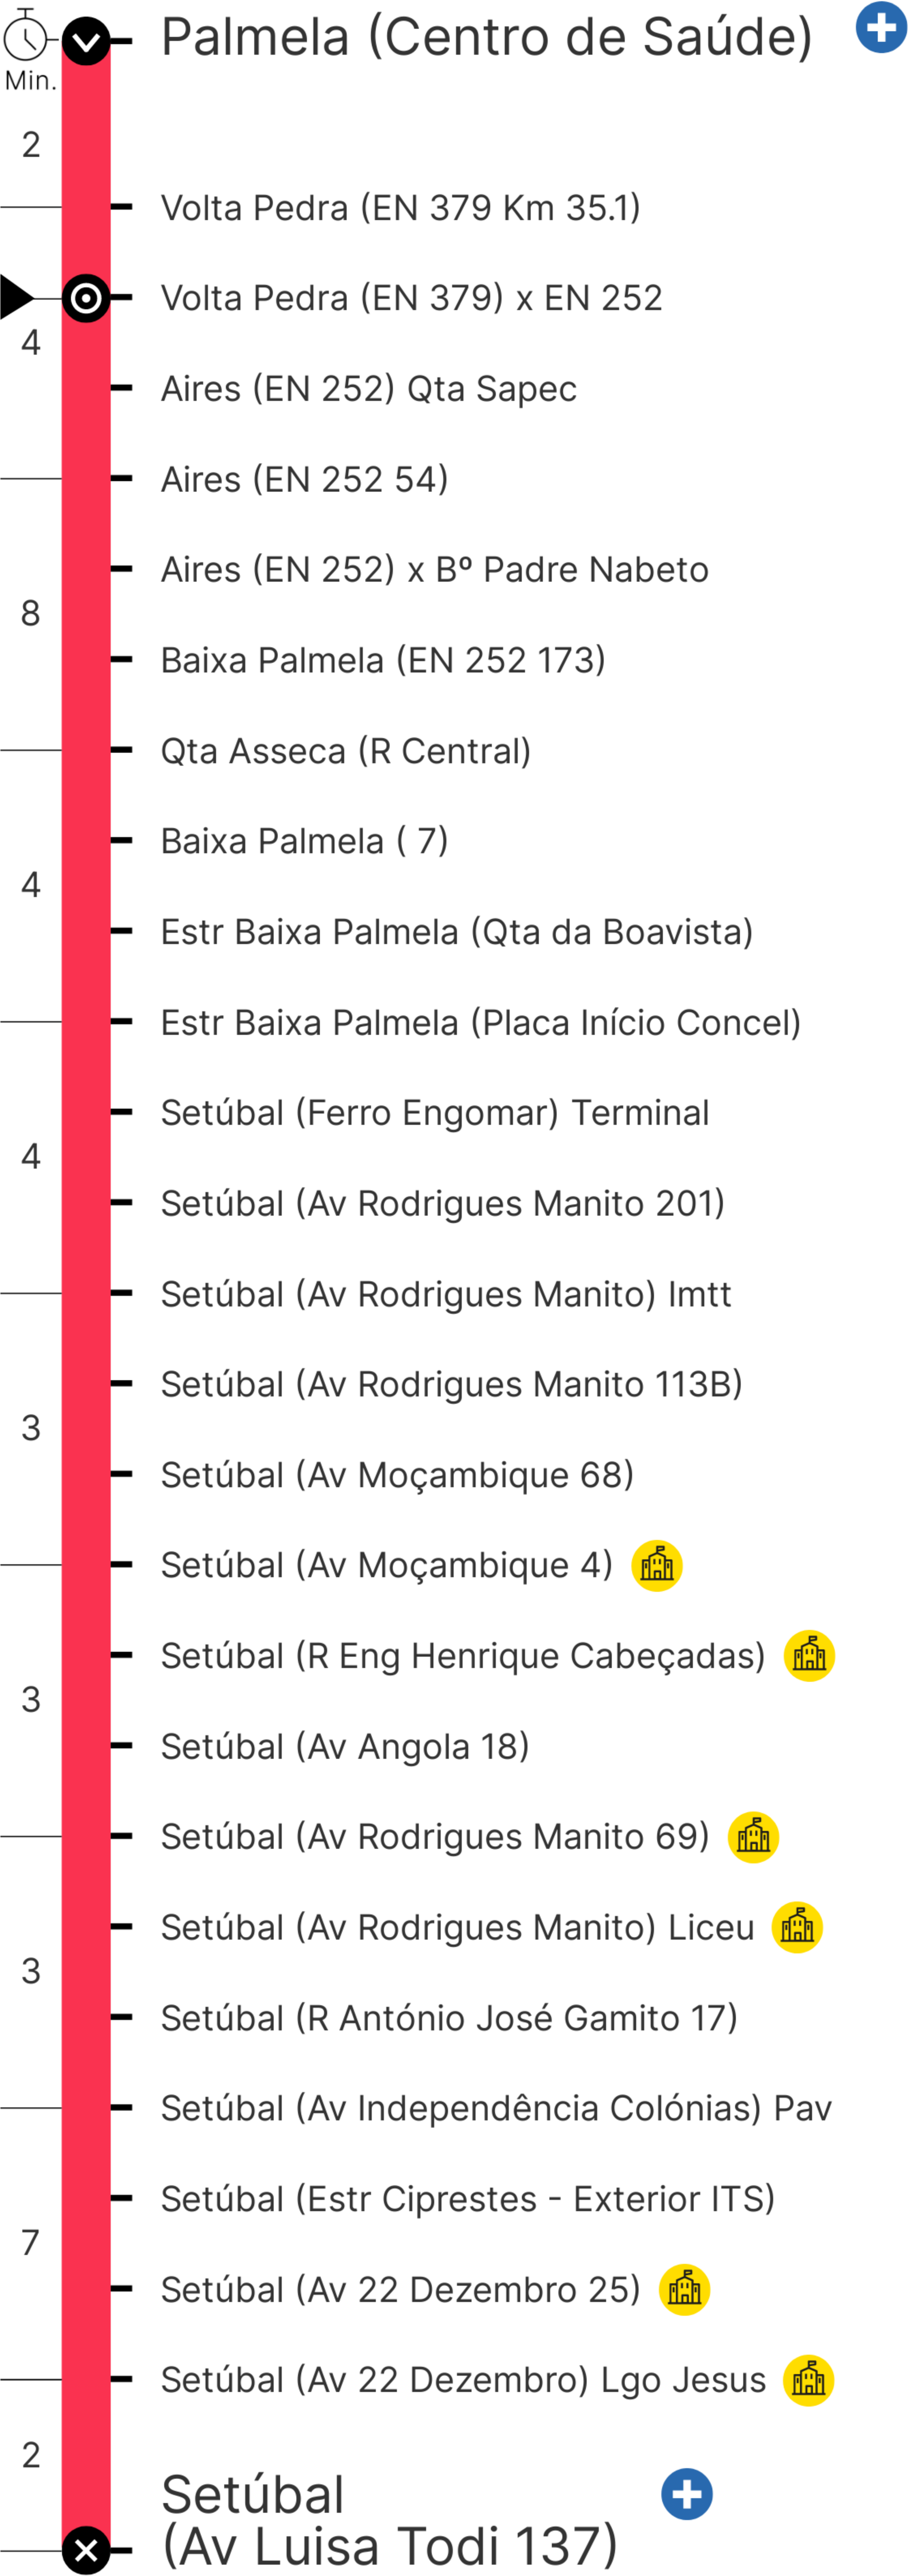 Palmela (Centro de Saúde)
Min.
2
Volta Pedra (EN 379 Km 35.1)
Volta Pedra (EN 379) x EN 252
4
Aires (EN 252) Qta Sapec
Aires (EN 252 54)
Aires (EN 252) x Bº Padre Nabeto
8
Baixa Palmela (EN 252 173)
Qta Asseca (R Central)
Baixa Palmela ( 7)
4
Estr Baixa Palmela (Qta da Boavista)
Estr Baixa Palmela (Placa Início Concel)
Setúbal (Ferro Engomar) Terminal
4
Setúbal (Av Rodrigues Manito 201)
Setúbal (Av Rodrigues Manito) Imtt
Setúbal (Av Rodrigues Manito 113B)
3
Setúbal (Av Moçambique 68)
Setúbal (Av Moçambique 4)
Setúbal (R Eng Henrique Cabeçadas)
3
Setúbal (Av Angola 18)
Setúbal (Av Rodrigues Manito 69)
Setúbal (Av Rodrigues Manito) Liceu
3
Setúbal (R António José Gamito 17)
Setúbal (Av Independência Colónias) Pav
Setúbal (Estr Ciprestes - Exterior ITS)
7
Setúbal (Av 22 Dezembro 25)
Setúbal (Av 22 Dezembro) Lgo Jesus
2
Setúbal
(Av Luisa Todi 137)